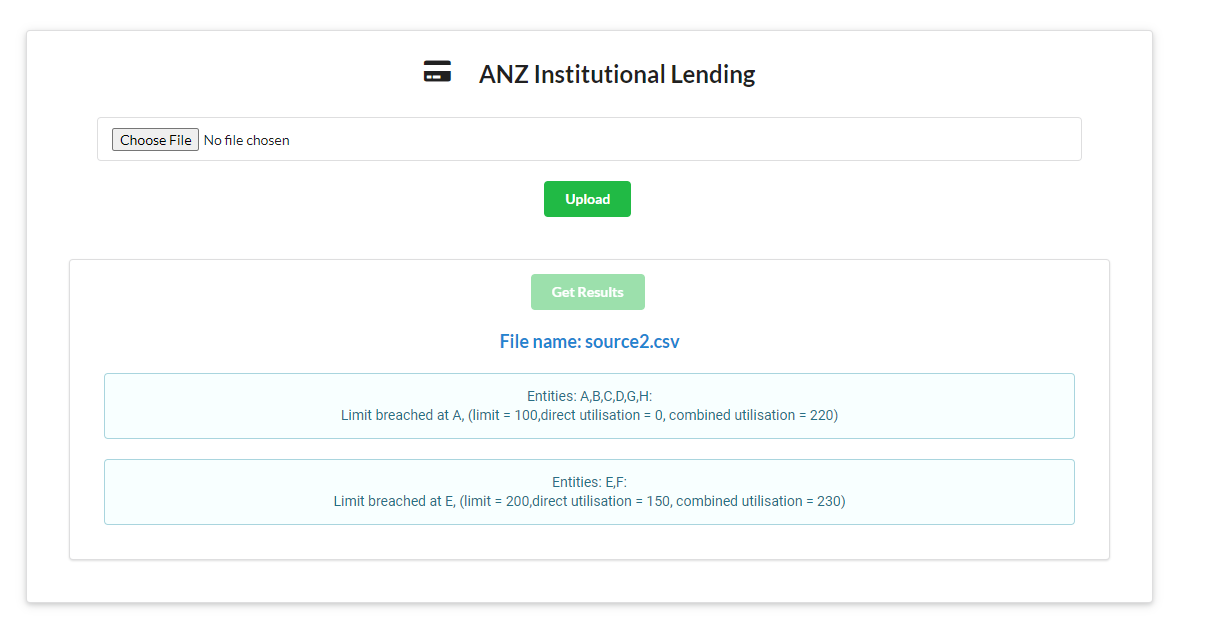 ANZ Institutional Lending
Choose File No file chosen
Upload
Get Results
File name: source2.csv
Entities: A,B,C,D,G,H:
Limit breached at A, (limit = 100,direct utilisation = 0, combined utilisation = 220)
Entities: E,F:
Limit breached at E, (limit = 200,direct utilisation = 150, combined utilisation = 230)